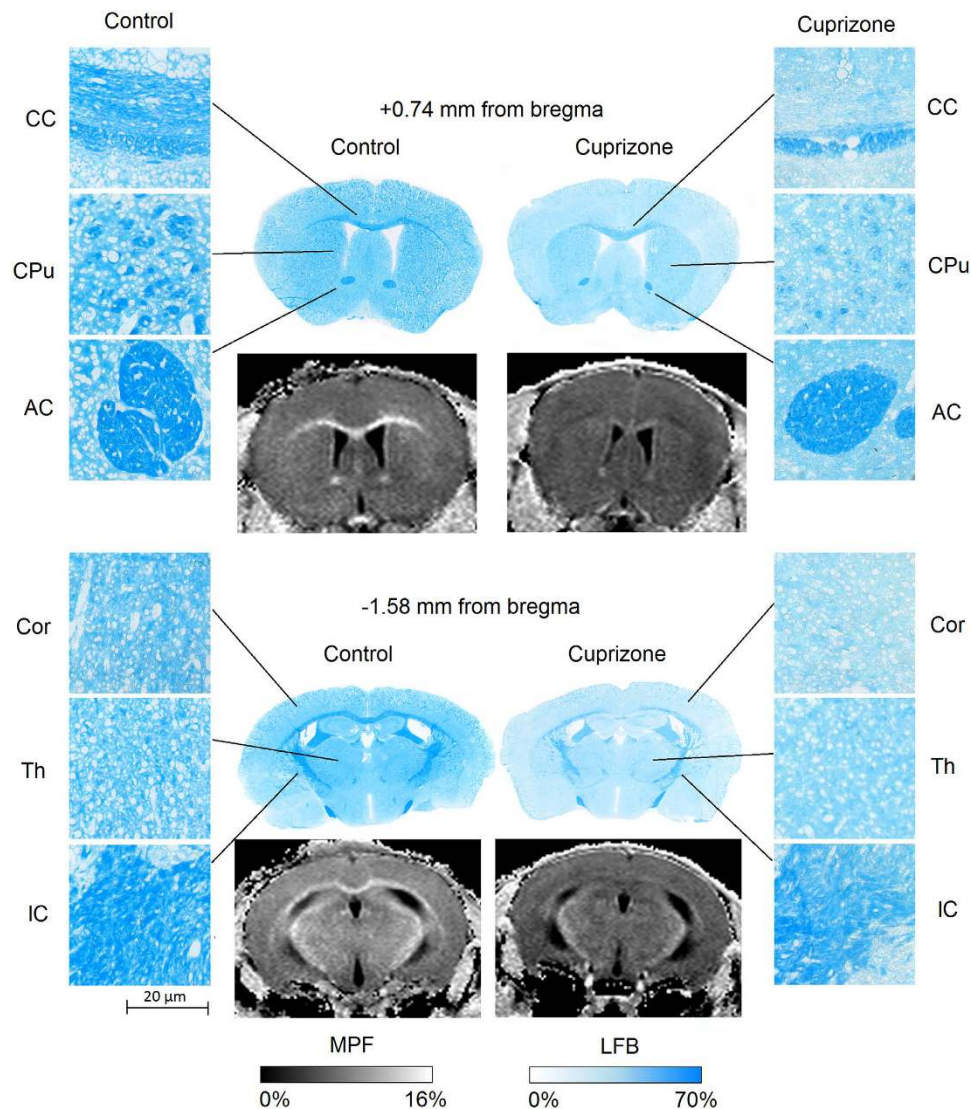 Control
Cuprizone
+0.74 mm from bregma
Control
Cuprizone
CC
CPu
AC
CC
CPu
AC
-1.58 mm from bregma
Control
Cuprizone
Cor
Th
IC
Cor
Th
IC
20 µm
MPF
0%
16%
LFB
0%
70%